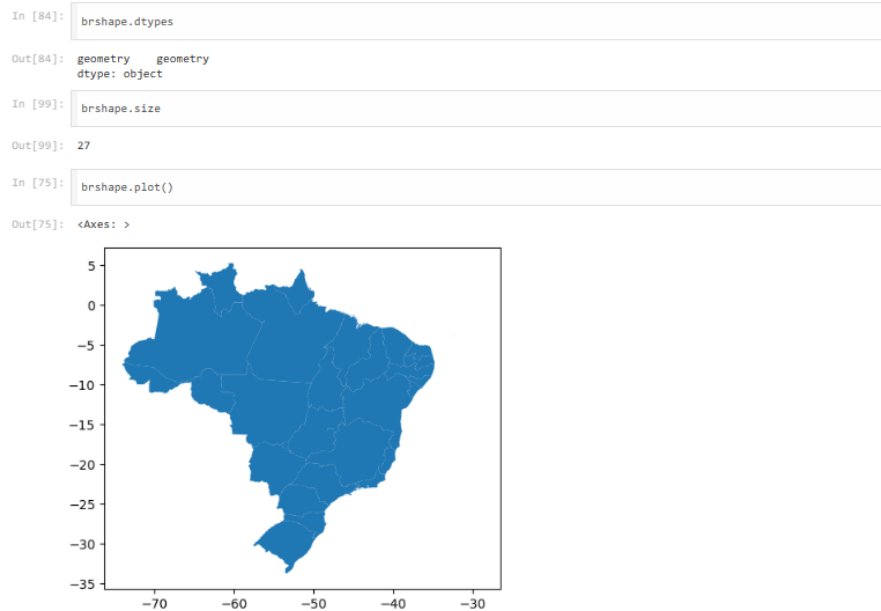 In [84]: brshape.dtypes
Out[84]: geometry    geometry
dtype: object
In [99]: brshape.size
Out[99]: 27
In [75]: brshape.plot()
Out[75]: <Axes: >
5
0
−5
−10
−15
−20
−25
−30
−35
−70 −60 −50 −40 −30